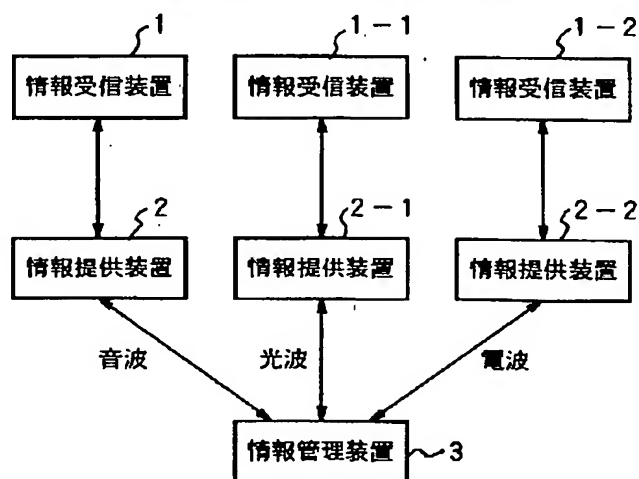 1 1-1 1-2
情報受信装置 情報受信装置 情報受信装置
2 2-1 2-2
情報提供装置 情報提供装置 情報提供装置
音波 光波 電波
情報管理装置 3